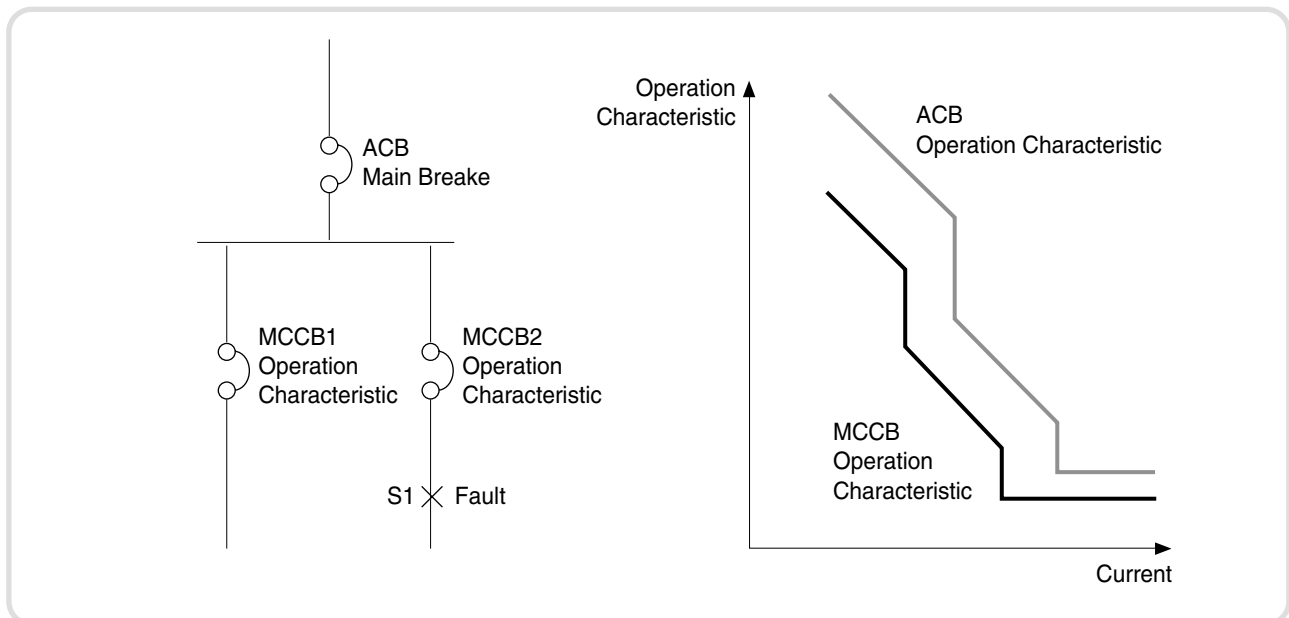 ACB
Main Breake
MCCB1
Operation
Characteristic
MCCB2
Operation
Characteristic
S1
Fault
Operation
Characteristic
ACB
Operation Characteristic
MCCB
Operation
Characteristic
Current